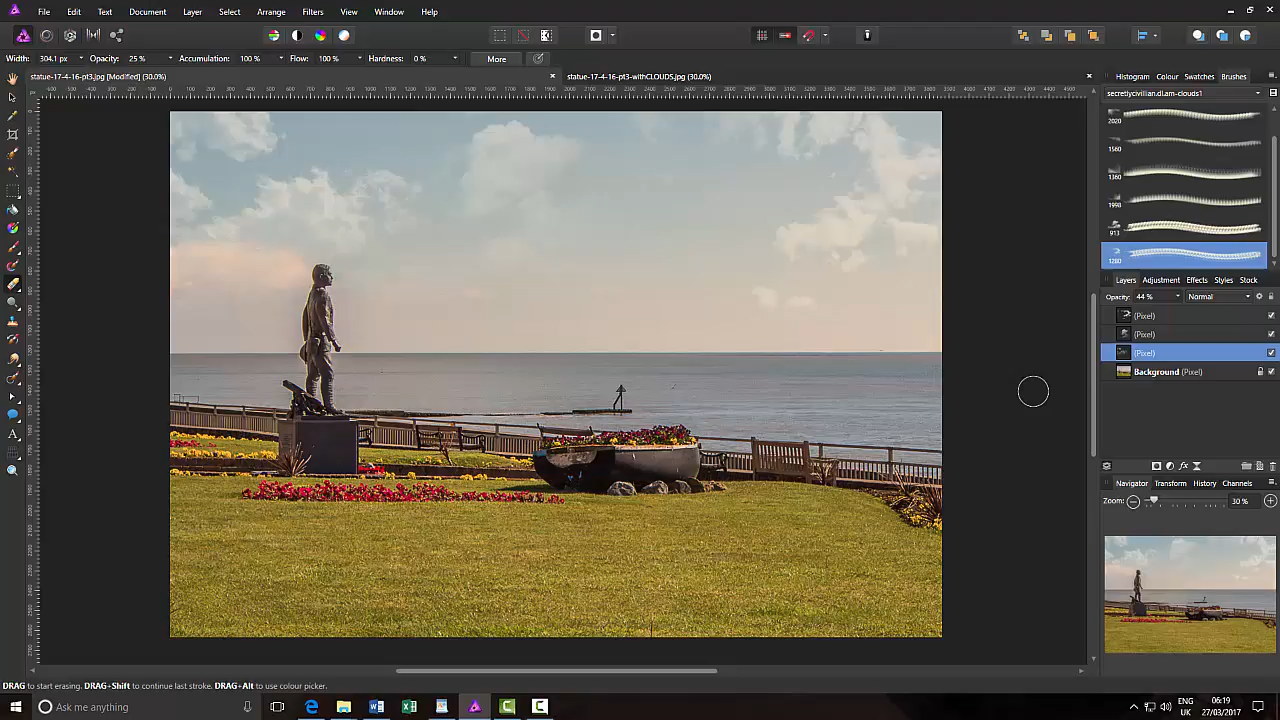 File Edit Text Document Layer Select Arrange Filters View Window Help
Width: 304.1 px Opacity: 25 % Accumulation: 100 % Flow: 100 % Hardness: 0 % More
statue-17-4-16-pt3.jpg [Modified] (30.0%) statue-17-4-16-pt3-withCLOUDS.jpg (30.0%)
Histogram Colour Swatches Brushes
secretlycivilian.d1.am-clouds1
2020
1560
1360
1998
913
1280
Layers Adjustment Effects Styles Stock
Opacity: 44 % Normal
(Pixel)
(Pixel)
(Pixel)
Background (Pixel)
Navigator Transform History Channels
Zoom: 30 %
DRAG to start erasing. DRAG+Shift to continue last stroke. DRAG+Alt to use colour picker.
Ask me anything
ENG
UK
06:19
27/03/2017